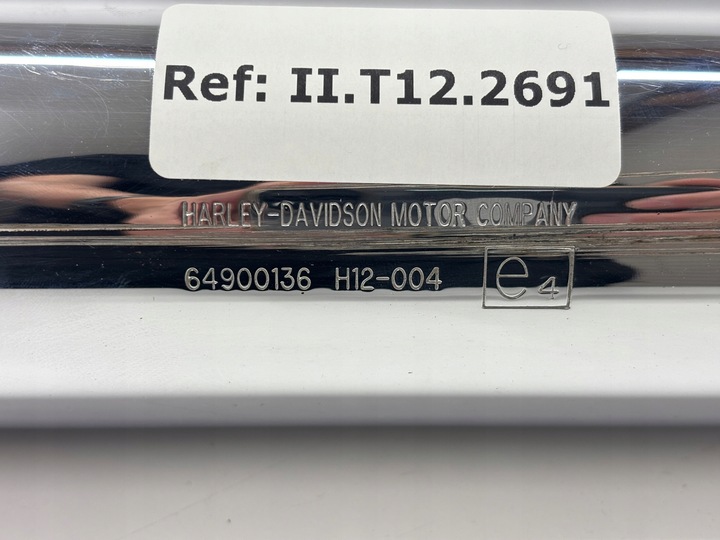 Ref: II.T12.2691
HARLEY-DAVIDSON MOTOR COMPANY
64900136 H12-004 e4